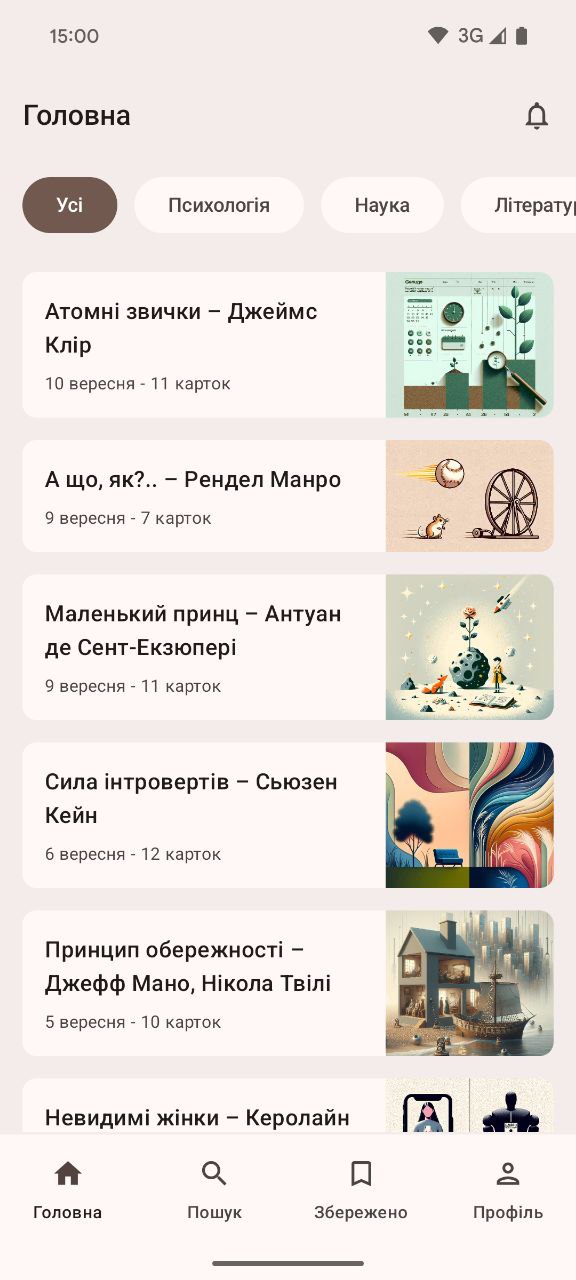 15:00
3G
Головна
Усі
Психологія
Наука
Літерату
Атомні звички – Джеймс
Клір
10 вересня - 11 карток
А що, як?.. – Рендел Манро
9 вересня - 7 карток
Маленький принц – Антуан
де Сент-Екзюпері
9 вересня - 11 карток
Сила інтровертів – Сьюзен
Кейн
6 вересня - 12 карток
Принцип обережності –
Джефф Мано, Нікола Твілі
5 вересня - 10 карток
Невидимі жінки – Керолайн
Головна
Пошук
Збережено
Профіль